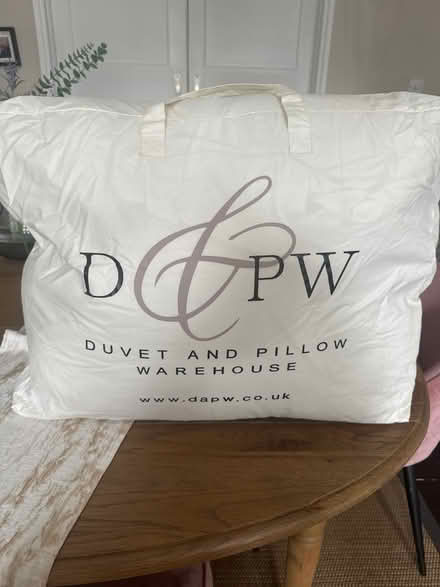 D & PW
DUVET AND PILLOW
WAREHOUSE
www.dapw.co.uk